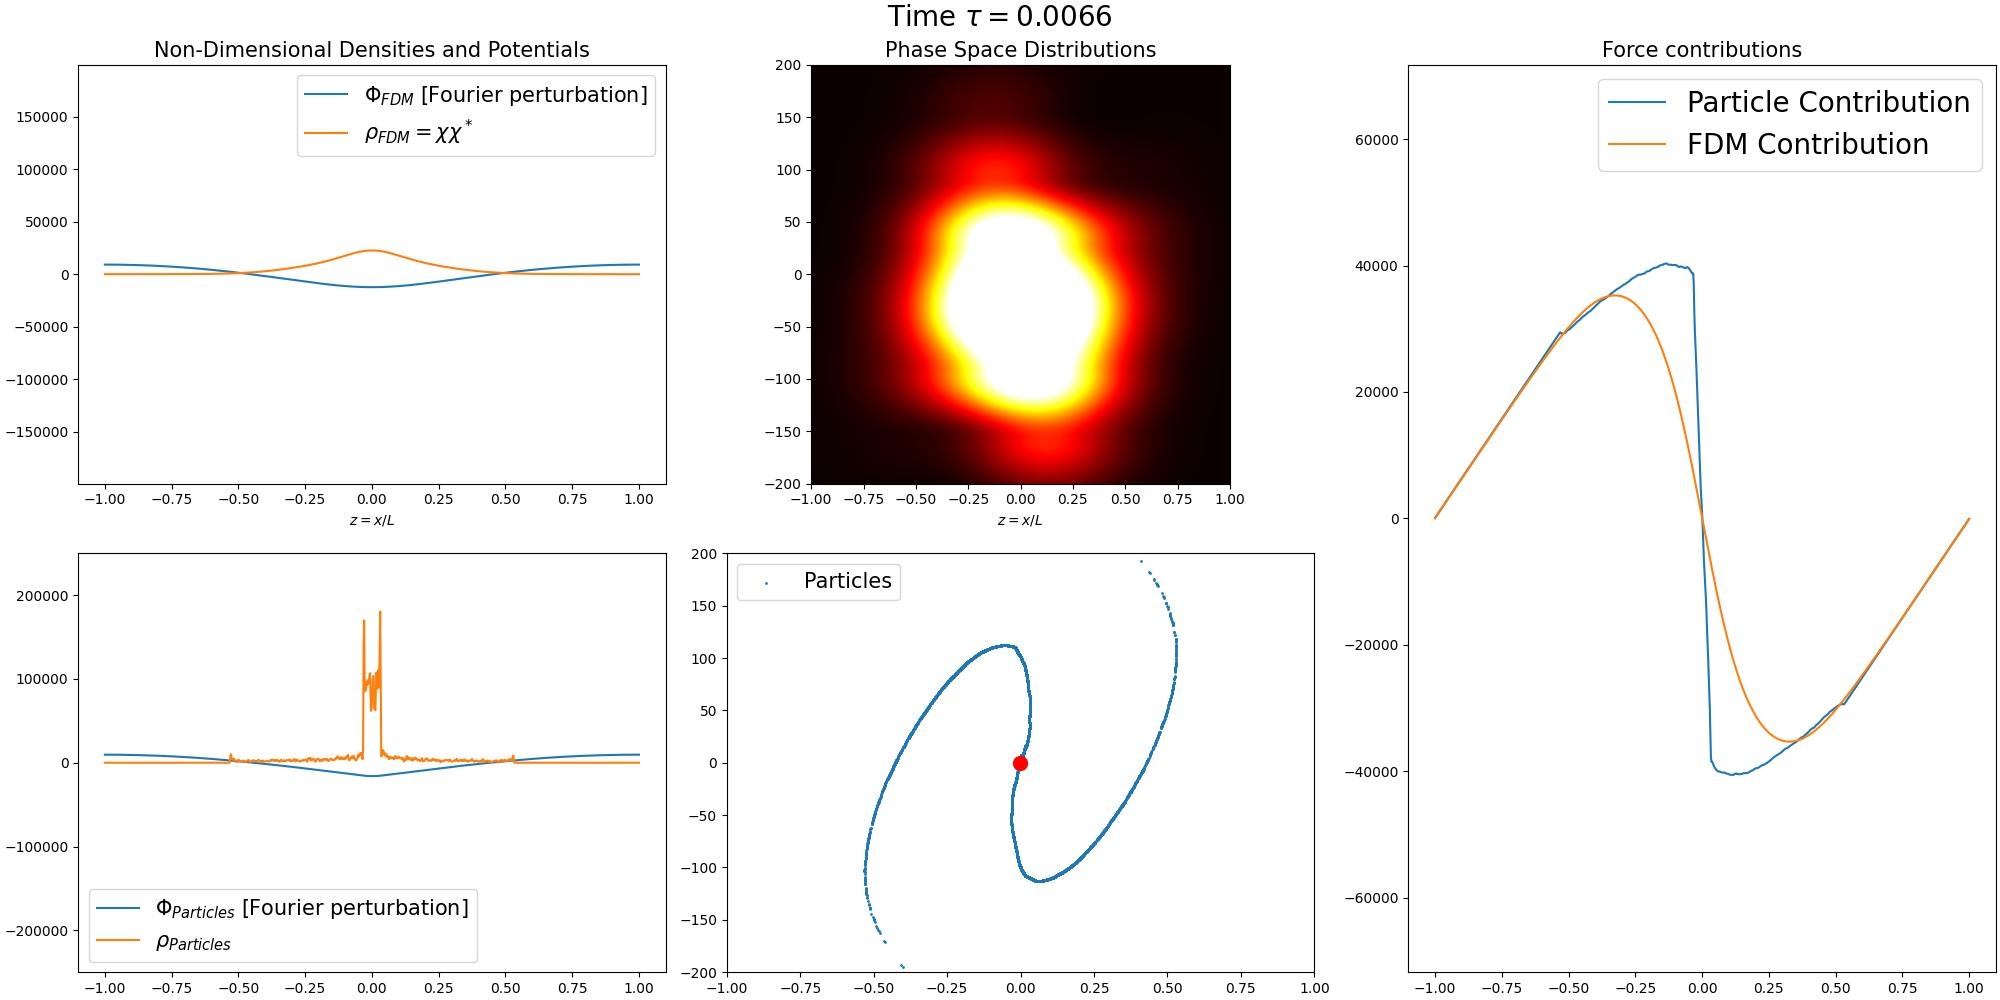 Time τ = 0.0066
Non-Dimensional Densities and Potentials
Φ_FDM [Fourier perturbation]
ρ_FDM = χχ*
150000
100000
50000
0
−50000
−100000
−150000
−1.00 −0.75 −0.50 −0.25 0.00 0.25 0.50 0.75 1.00
z = x/L
Phase Space Distributions
200
150
100
50
0
−50
−100
−150
−200
−1.00 −0.75 −0.50 −0.25 0.00 0.25 0.50 0.75 1.00
z = x/L
Force contributions
Particle Contribution
FDM Contribution
60000
40000
20000
0
−20000
−40000
−60000
−1.00 −0.75 −0.50 −0.25 0.00 0.25 0.50 0.75 1.00
200000
100000
0
−100000
−200000
Φ_Particles [Fourier perturbation]
ρ_Particles
−1.00 −0.75 −0.50 −0.25 0.00 0.25 0.50 0.75 1.00
Particles
200
150
100
50
0
−50
−100
−150
−200
−1.00 −0.75 −0.50 −0.25 0.00 0.25 0.50 0.75 1.00